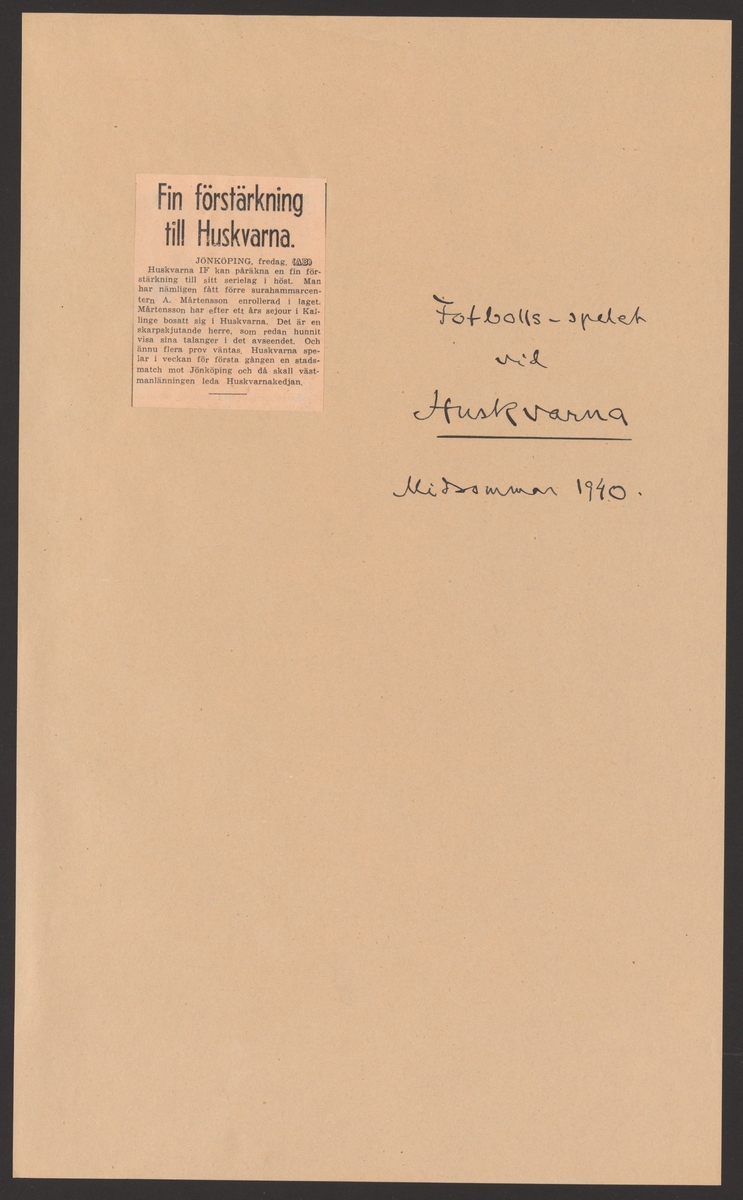 Fin förstärkning
till Huskvarna.
JÖNKÖPING, fredag. (AB)
Huskvarna IF kan påräkna en fin för-
stärkning till sitt serielag i höst. Man
har nämligen fått förre surahammarcen-
tern A. Mårtensson enrollerad i laget.
Mårtensson har efter ett års sejour i Kal-
linge bosatt sig i Huskvarna. Det är en
skarpskjutande herre, som redan hunnit
visa sina talanger i det avseendet. Och
ännu flera prov väntas. Huskvarna spe-
lar i veckan för första gången en stads-
match mot Jönköping och då skall väst-
manlänningen leda Huskvarnakedjan.
Fotbolls-spelet
vid
Huskvarna
Midsommar 1940.